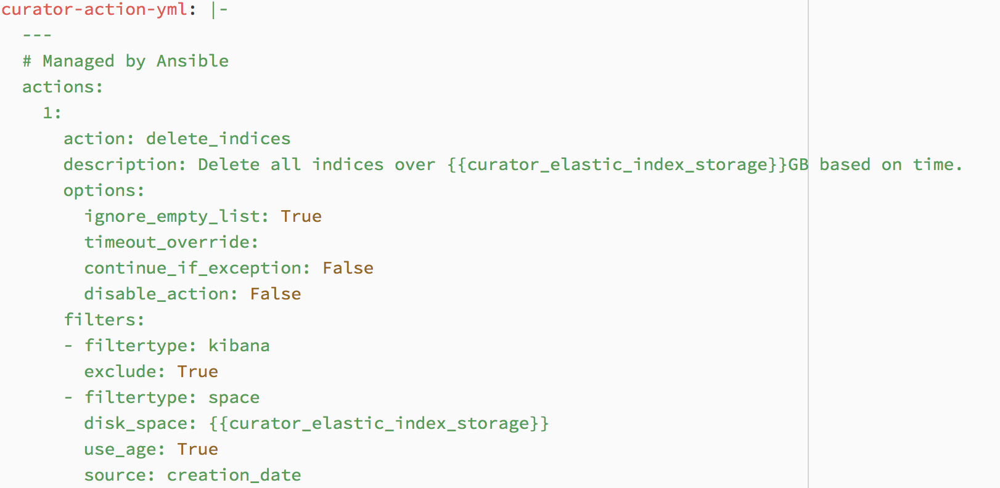 curator-action-yml: |-
  ---
  # Managed by Ansible
  actions:
    1:
      action: delete_indices
      description: Delete all indices over {{curator_elastic_index_storage}}GB based on time.
      options:
        ignore_empty_list: True
        timeout_override:
        continue_if_exception: False
        disable_action: False
      filters:
      - filtertype: kibana
        exclude: True
      - filtertype: space
        disk_space: {{curator_elastic_index_storage}}
        use_age: True
        source: creation_date